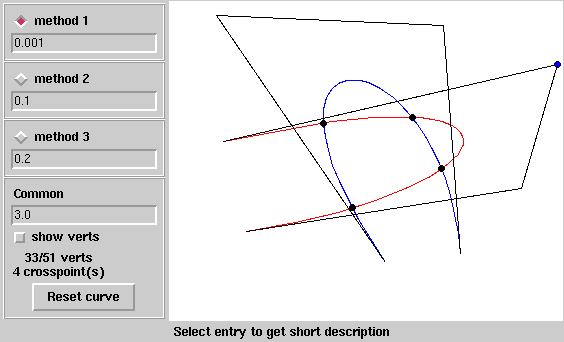 method 1
0.001
method 2
0.1
method 3
0.2
Common
3.0
show verts
33/51 verts
4 crosspoint(s)
Reset curve
Select entry to get short description